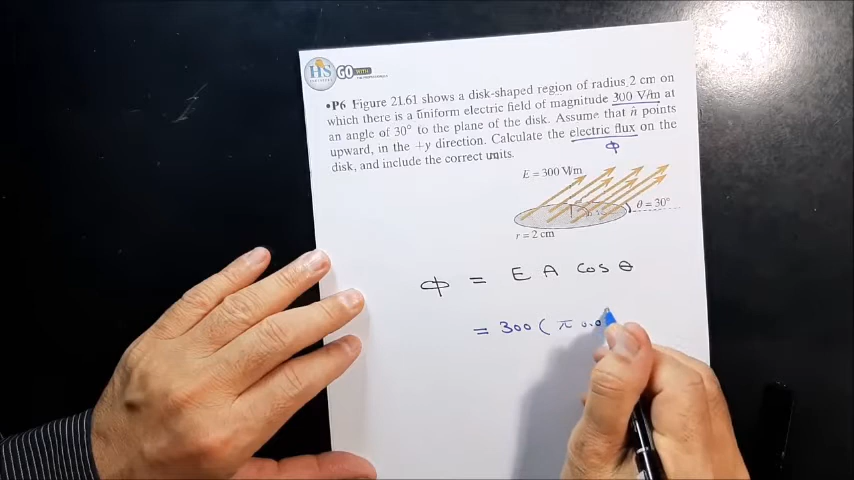 HS
GO WITH
•P6 Figure 21.61 shows a disk-shaped region of radius 2 cm on
which there is a uniform electric field of magnitude 300 V/m at
an angle of 30° to the plane of the disk. Assume that n̂ points
upward, in the +y direction. Calculate the electric flux on the
disk, and include the correct units.
Φ
E = 300 V/m
θ = 30°
r = 2 cm
Φ = E A Cos θ
= 300 ( π 0.0